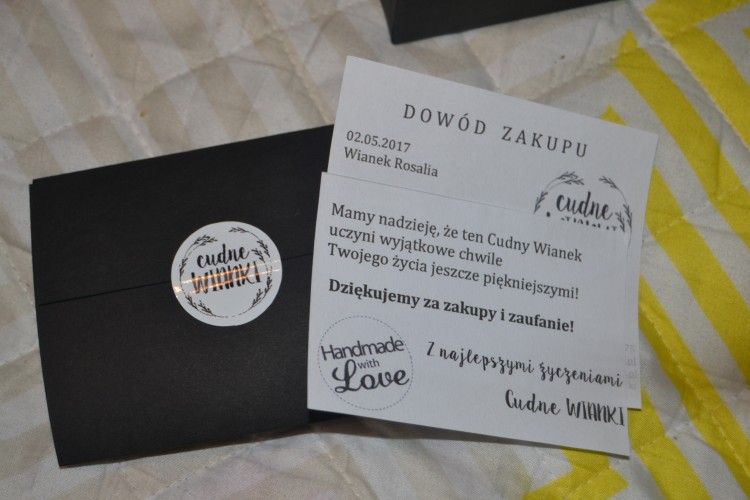 DOWÓD ZAKUPU
02.05.2017
Wianek Rosalia
cudne
Mamy nadzieję, że ten Cudny Wianek
uczyni wyjątkowe chwile
Twojego życia jeszcze piękniejszymi!
Dziękujemy za zakupy i zaufanie!
Handmade
with
Love
Z najlepszymi życzeniami
Cudne WIANKI
cudne
WIANKI